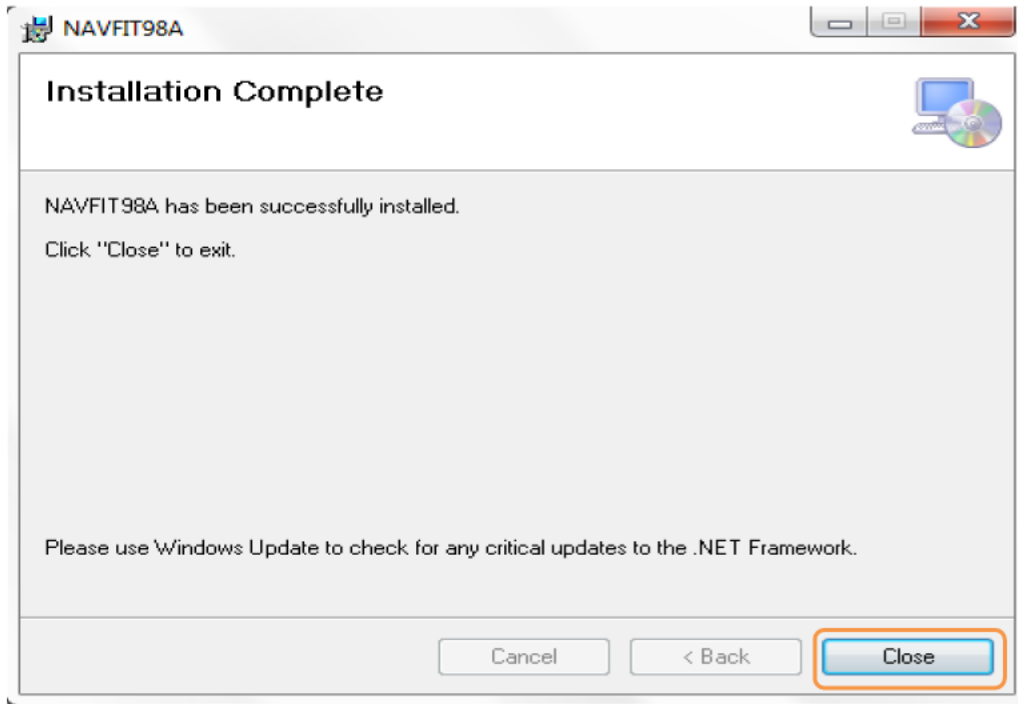 NAVFIT98A
Installation Complete
NAVFIT98A has been successfully installed.
Click "Close" to exit.
Please use Windows Update to check for any critical updates to the .NET Framework.
Cancel
< Back
Close